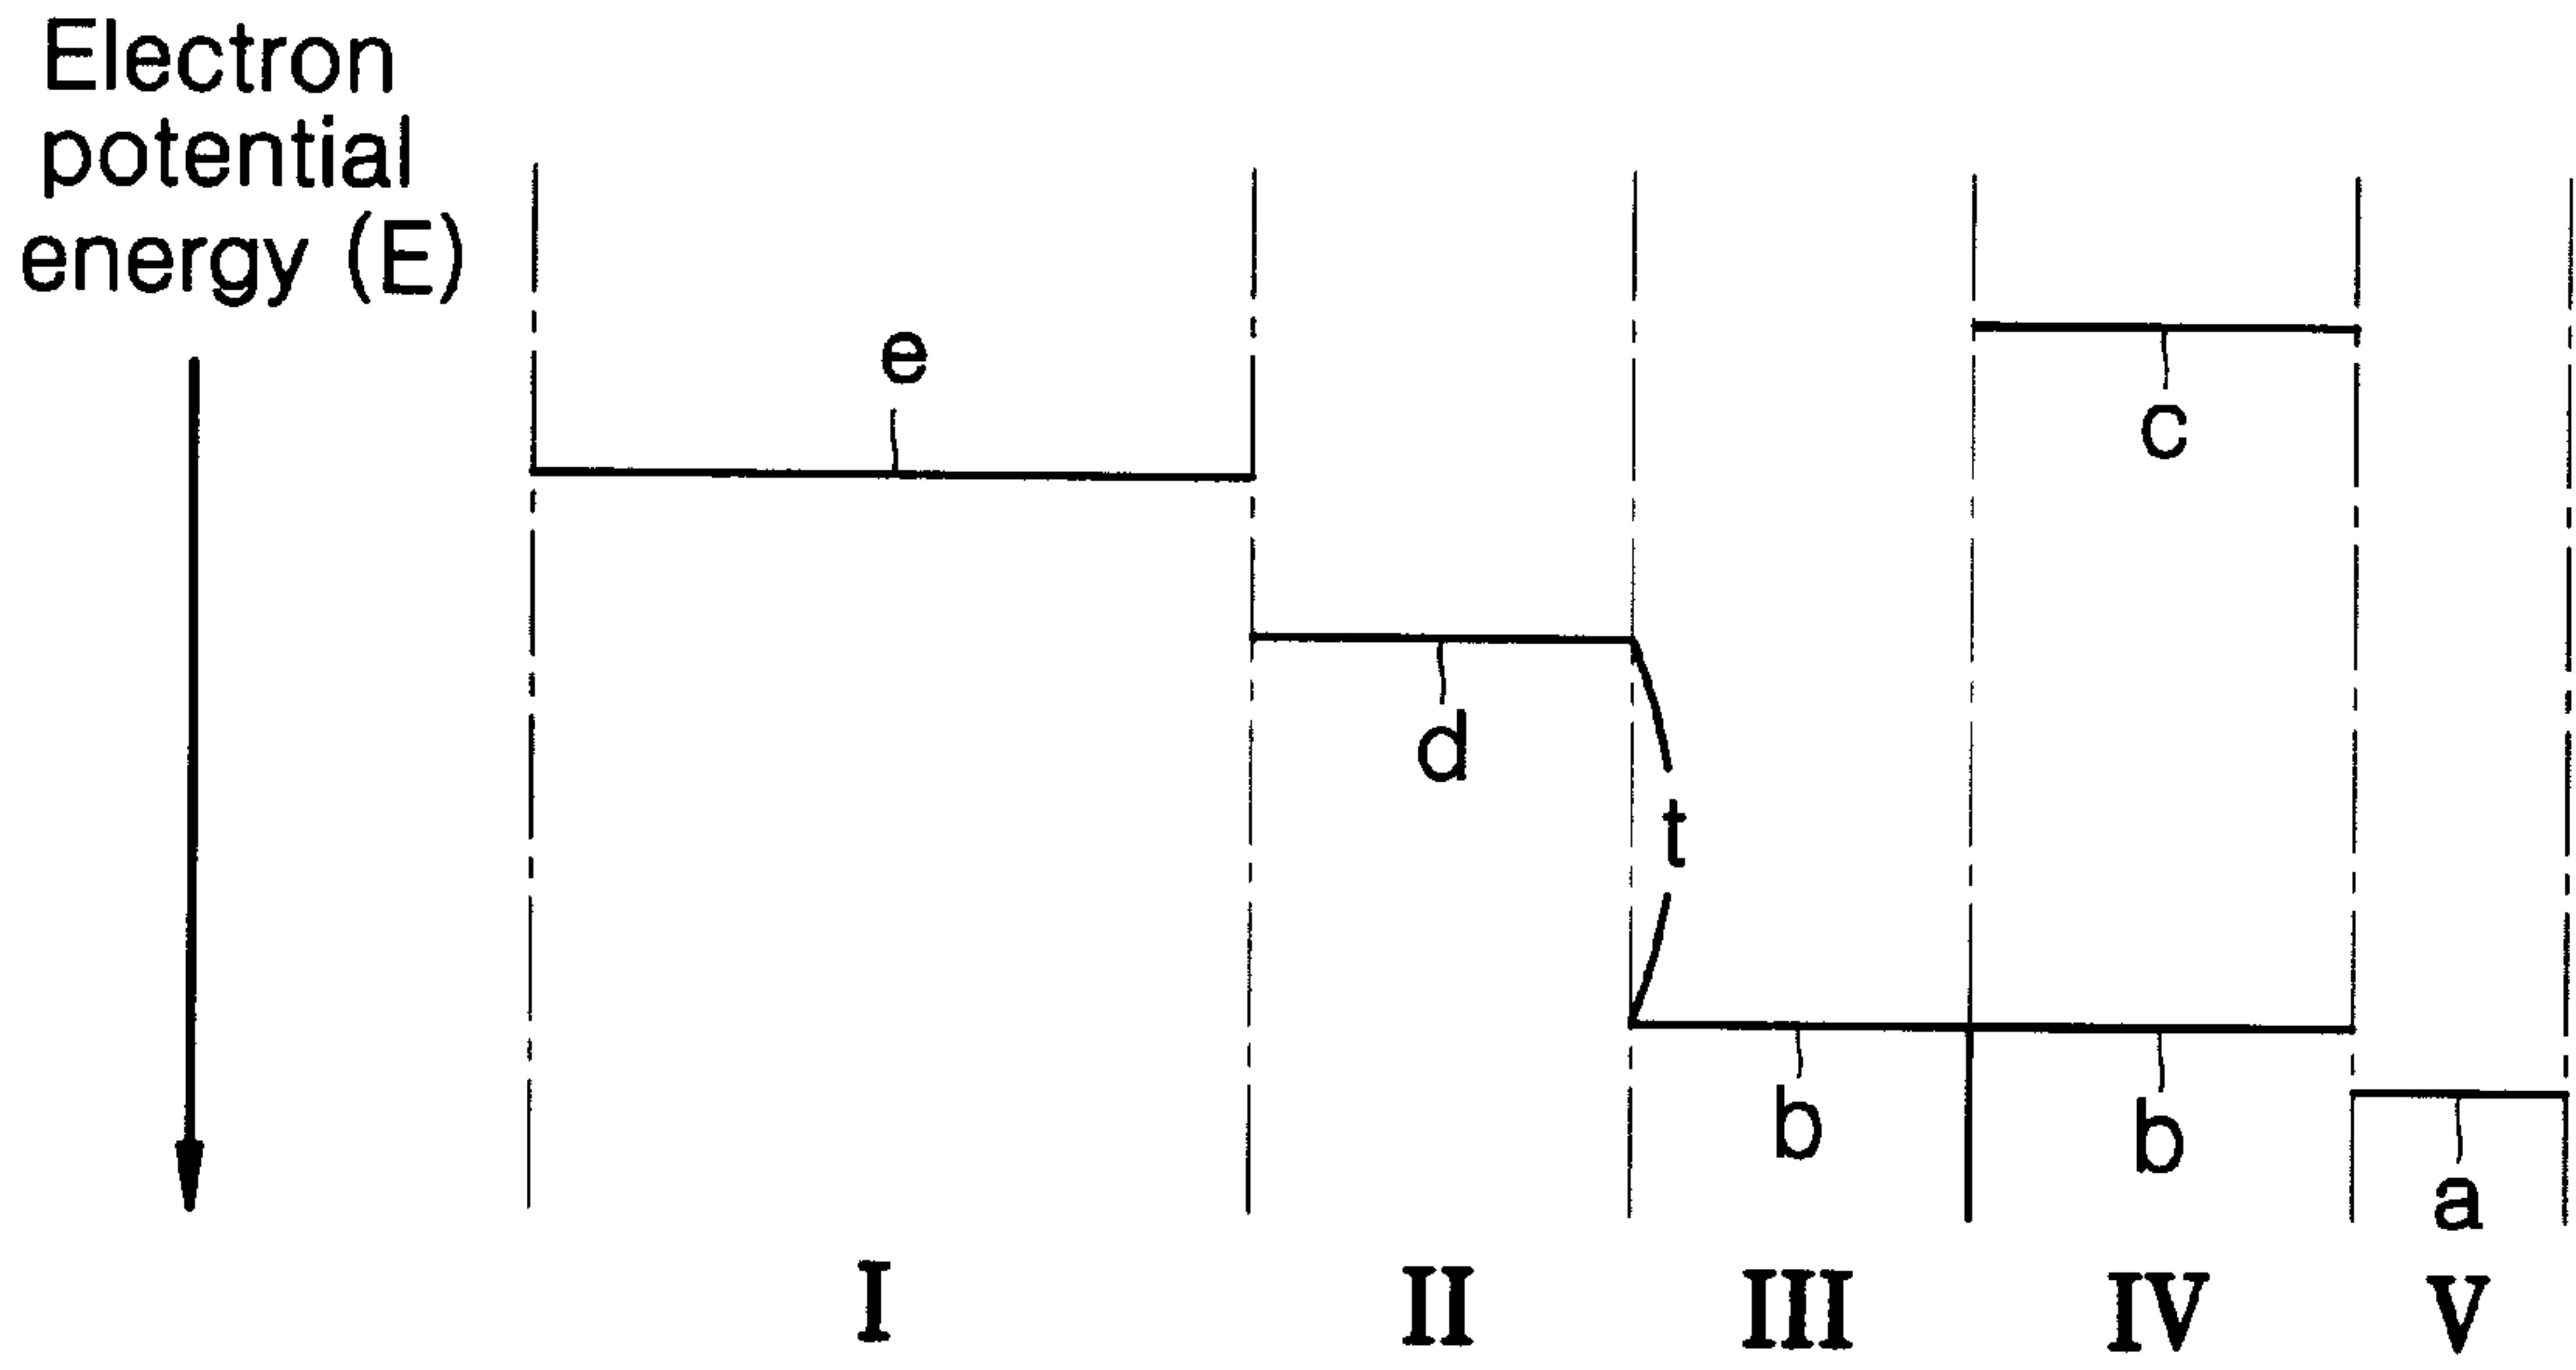 Electron
potential
energy (E)
e
c
d
t
b
b
a
I
II
III
IV
V